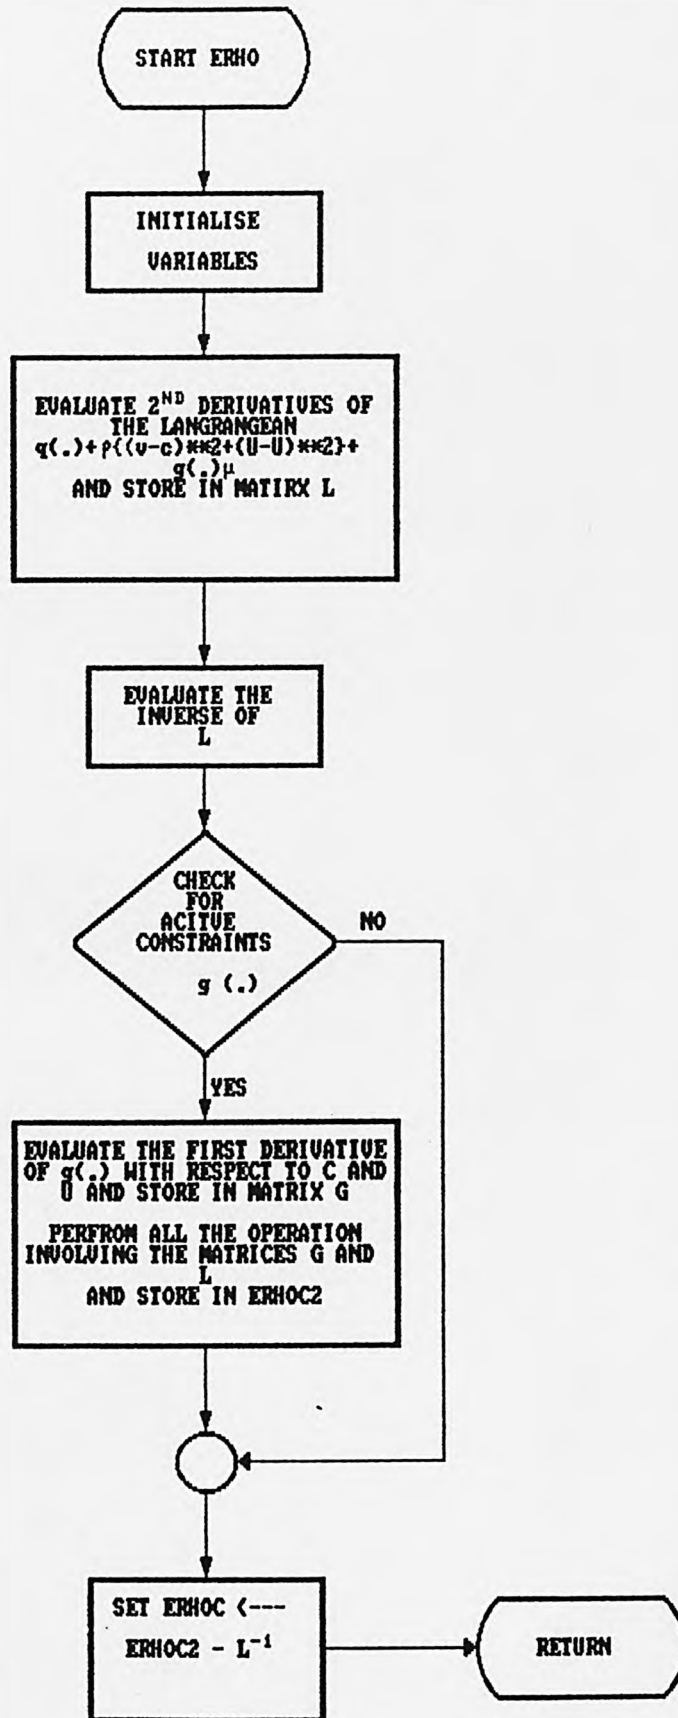 START ERHO
INITIALISE
VARIABLES
EVALUATE 2ND DERIVATIVES OF
THE LANGRANGEAN
q(.)+ρ{(v-c)**2+(U-U)**2}+
g(.)μ
AND STORE IN MATIRX L
EVALUATE THE
INVERSE OF
L
CHECK
FOR
ACITVE
CONSTRAINTS
g (.)
NO
YES
EVALUATE THE FIRST DERIVATIVE
OF g(.) WITH RESPECT TO C AND
U AND STORE IN MATRIX G
PERFROM ALL THE OPERATION
INVOLVING THE MATRICES G AND
L
AND STORE IN ERHOC2
SET ERHOC <---
ERHOC2 - L⁻¹
RETURN